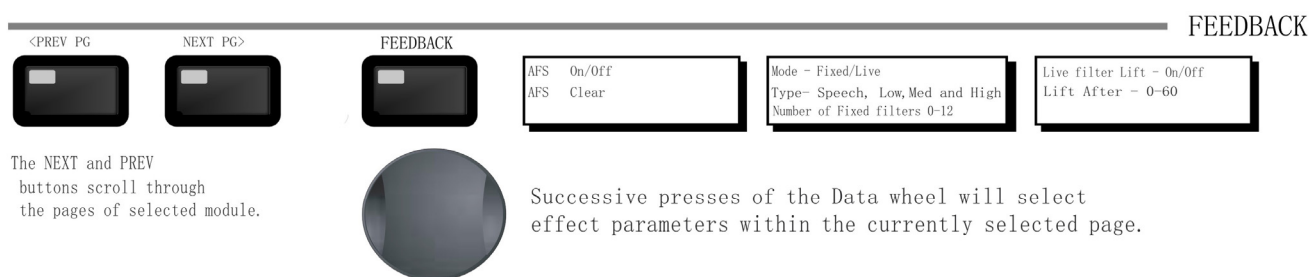 FEEDBACK
<PREV PG
NEXT PG>
FEEDBACK
AFS On/Off
AFS Clear
Mode - Fixed/Live
Type- Speech, Low,Med and High
Number of Fixed filters 0-12
Live filter Lift - On/Off
Lift After - 0-60
The NEXT and PREV
buttons scroll through
the pages of selected module.
Successive presses of the Data wheel will select
effect parameters within the currently selected page.